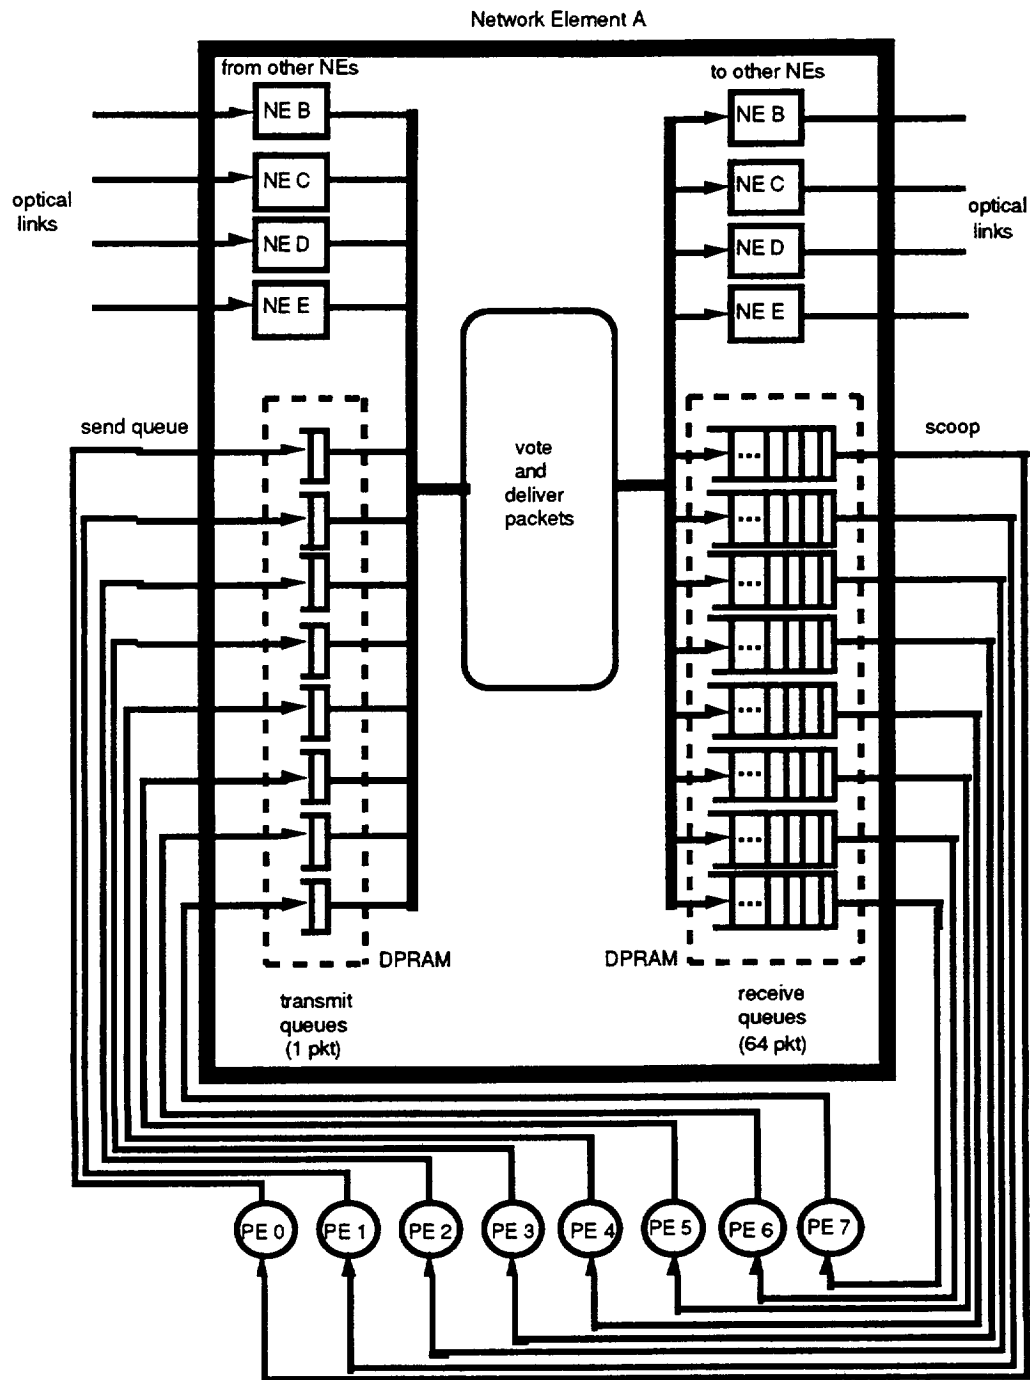 Network Element A
from other NEs
to other NEs
NE B
NE B
NE C
NE C
optical
links
optical
links
NE D
NE D
NE E
NE E
send queue
scoop
vote
and
deliver
packets
...
...
...
...
...
...
...
...
DPRAM
DPRAM
transmit
queues
(1 pkt)
receive
queues
(64 pkt)
PE 0
PE 1
PE 2
PE 3
PE 4
PE 5
PE 6
PE 7